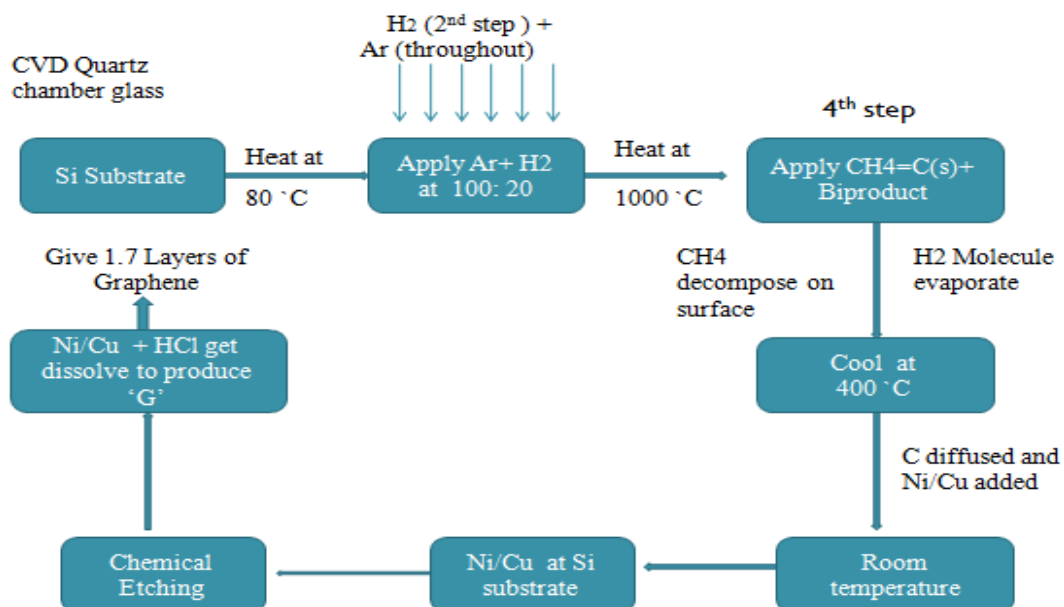 H2 (2nd step ) +
Ar (throughout)
CVD Quartz
chamber glass
4th step
Si Substrate
Heat at
80 `C
Apply Ar+ H2
at 100: 20
Heat at
1000 `C
Apply CH4=C(s)+
Biproduct
Give 1.7 Layers of
Graphene
CH4
decompose on
surface
H2 Molecule
evaporate
Ni/Cu + HCl get
dissolve to produce
‘G’
Cool at
400 `C
C diffused and
Ni/Cu added
Chemical
Etching
Ni/Cu at Si
substrate
Room
temperature